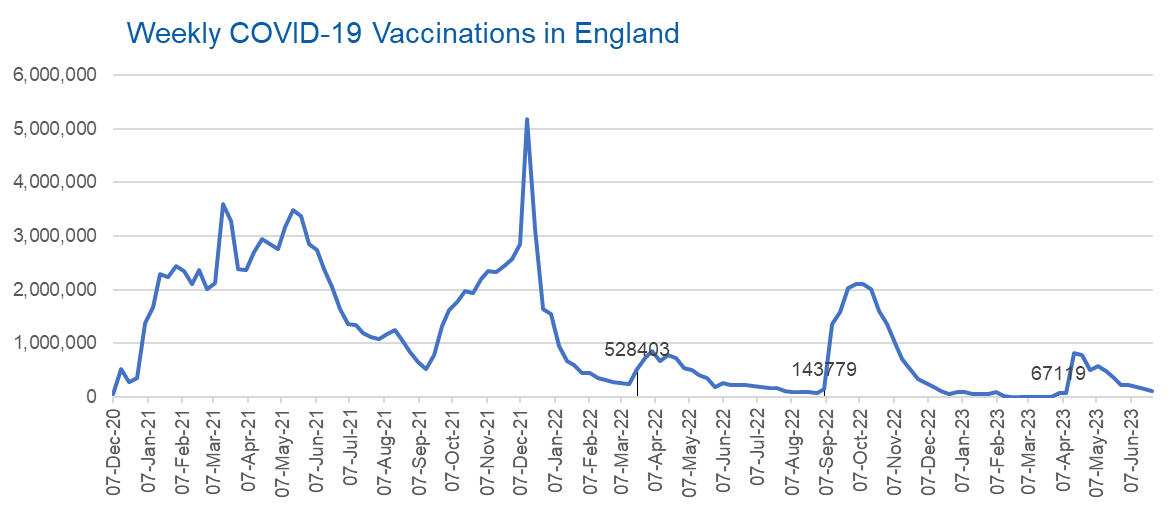 Weekly COVID-19 Vaccinations in England
6,000,000
5,000,000
4,000,000
3,000,000
2,000,000
1,000,000
0
528403
143779
67119
07-Dec-20
07-Jan-21
07-Feb-21
07-Mar-21
07-Apr-21
07-May-21
07-Jun-21
07-Jul-21
07-Aug-21
07-Sep-21
07-Oct-21
07-Nov-21
07-Dec-21
07-Jan-22
07-Feb-22
07-Mar-22
07-Apr-22
07-May-22
07-Jun-22
07-Jul-22
07-Aug-22
07-Sep-22
07-Oct-22
07-Nov-22
07-Dec-22
07-Jan-23
07-Feb-23
07-Mar-23
07-Apr-23
07-May-23
07-Jun-23